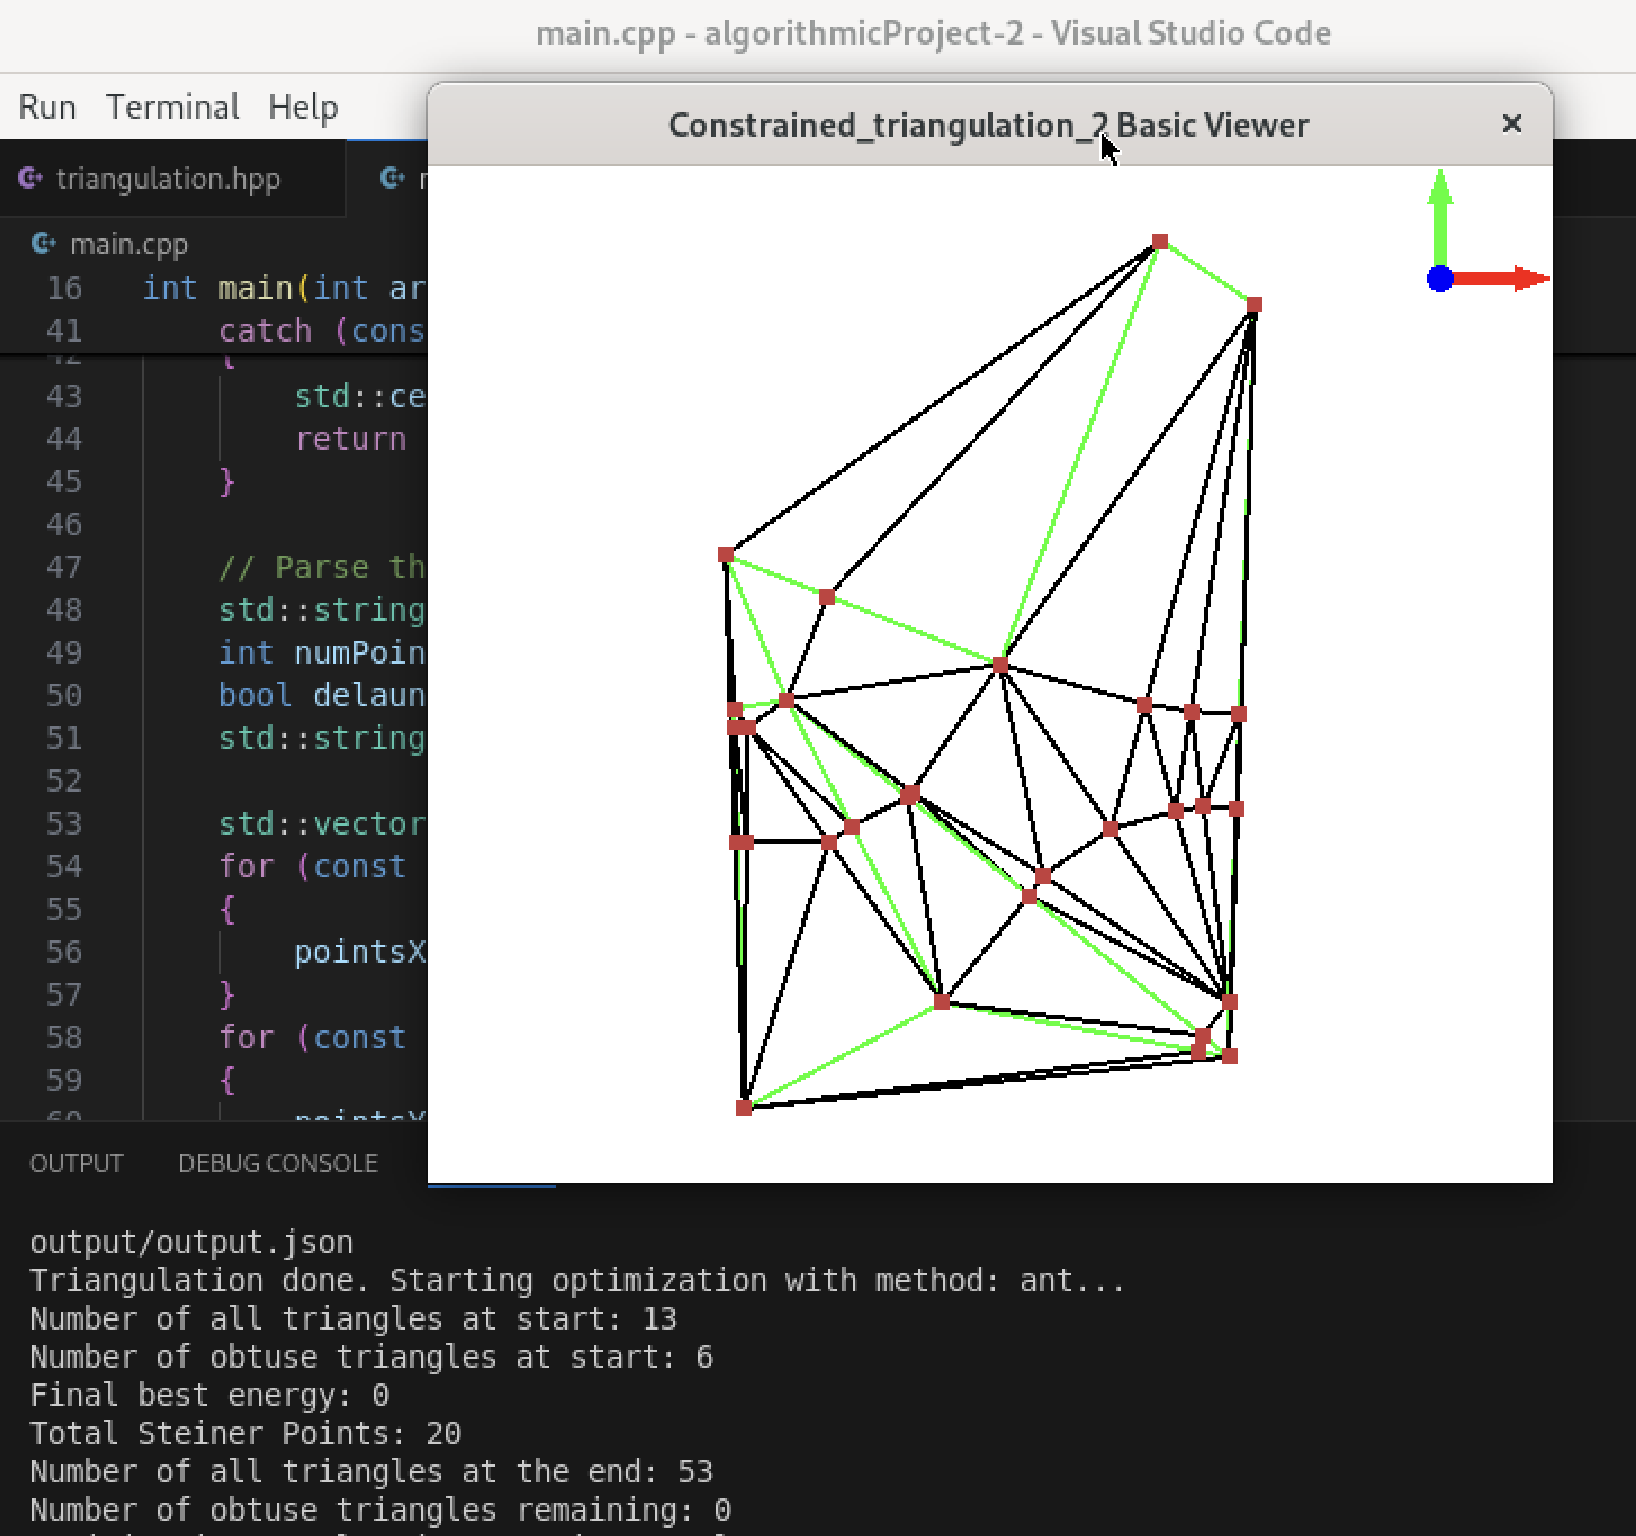 main.cpp - algorithmicProject-2 - Visual Studio Code
Run Terminal Help
Constrained_triangulation_2 Basic Viewer ×
triangulation.hpp
main.cpp
16 int main(int ar
41 catch (cons
42 {
43 std::ce
44 return
45 }
46
47 // Parse th
48 std::string
49 int numPoin
50 bool delaun
51 std::string
52
53 std::vector
54 for (const
55 {
56 pointsX
57 }
58 for (const
59 {
60 pointsY
OUTPUT DEBUG CONSOLE
output/output.json
Triangulation done. Starting optimization with method: ant...
Number of all triangles at start: 13
Number of obtuse triangles at start: 6
Final best energy: 0
Total Steiner Points: 20
Number of all triangles at the end: 53
Number of obtuse triangles remaining: 0